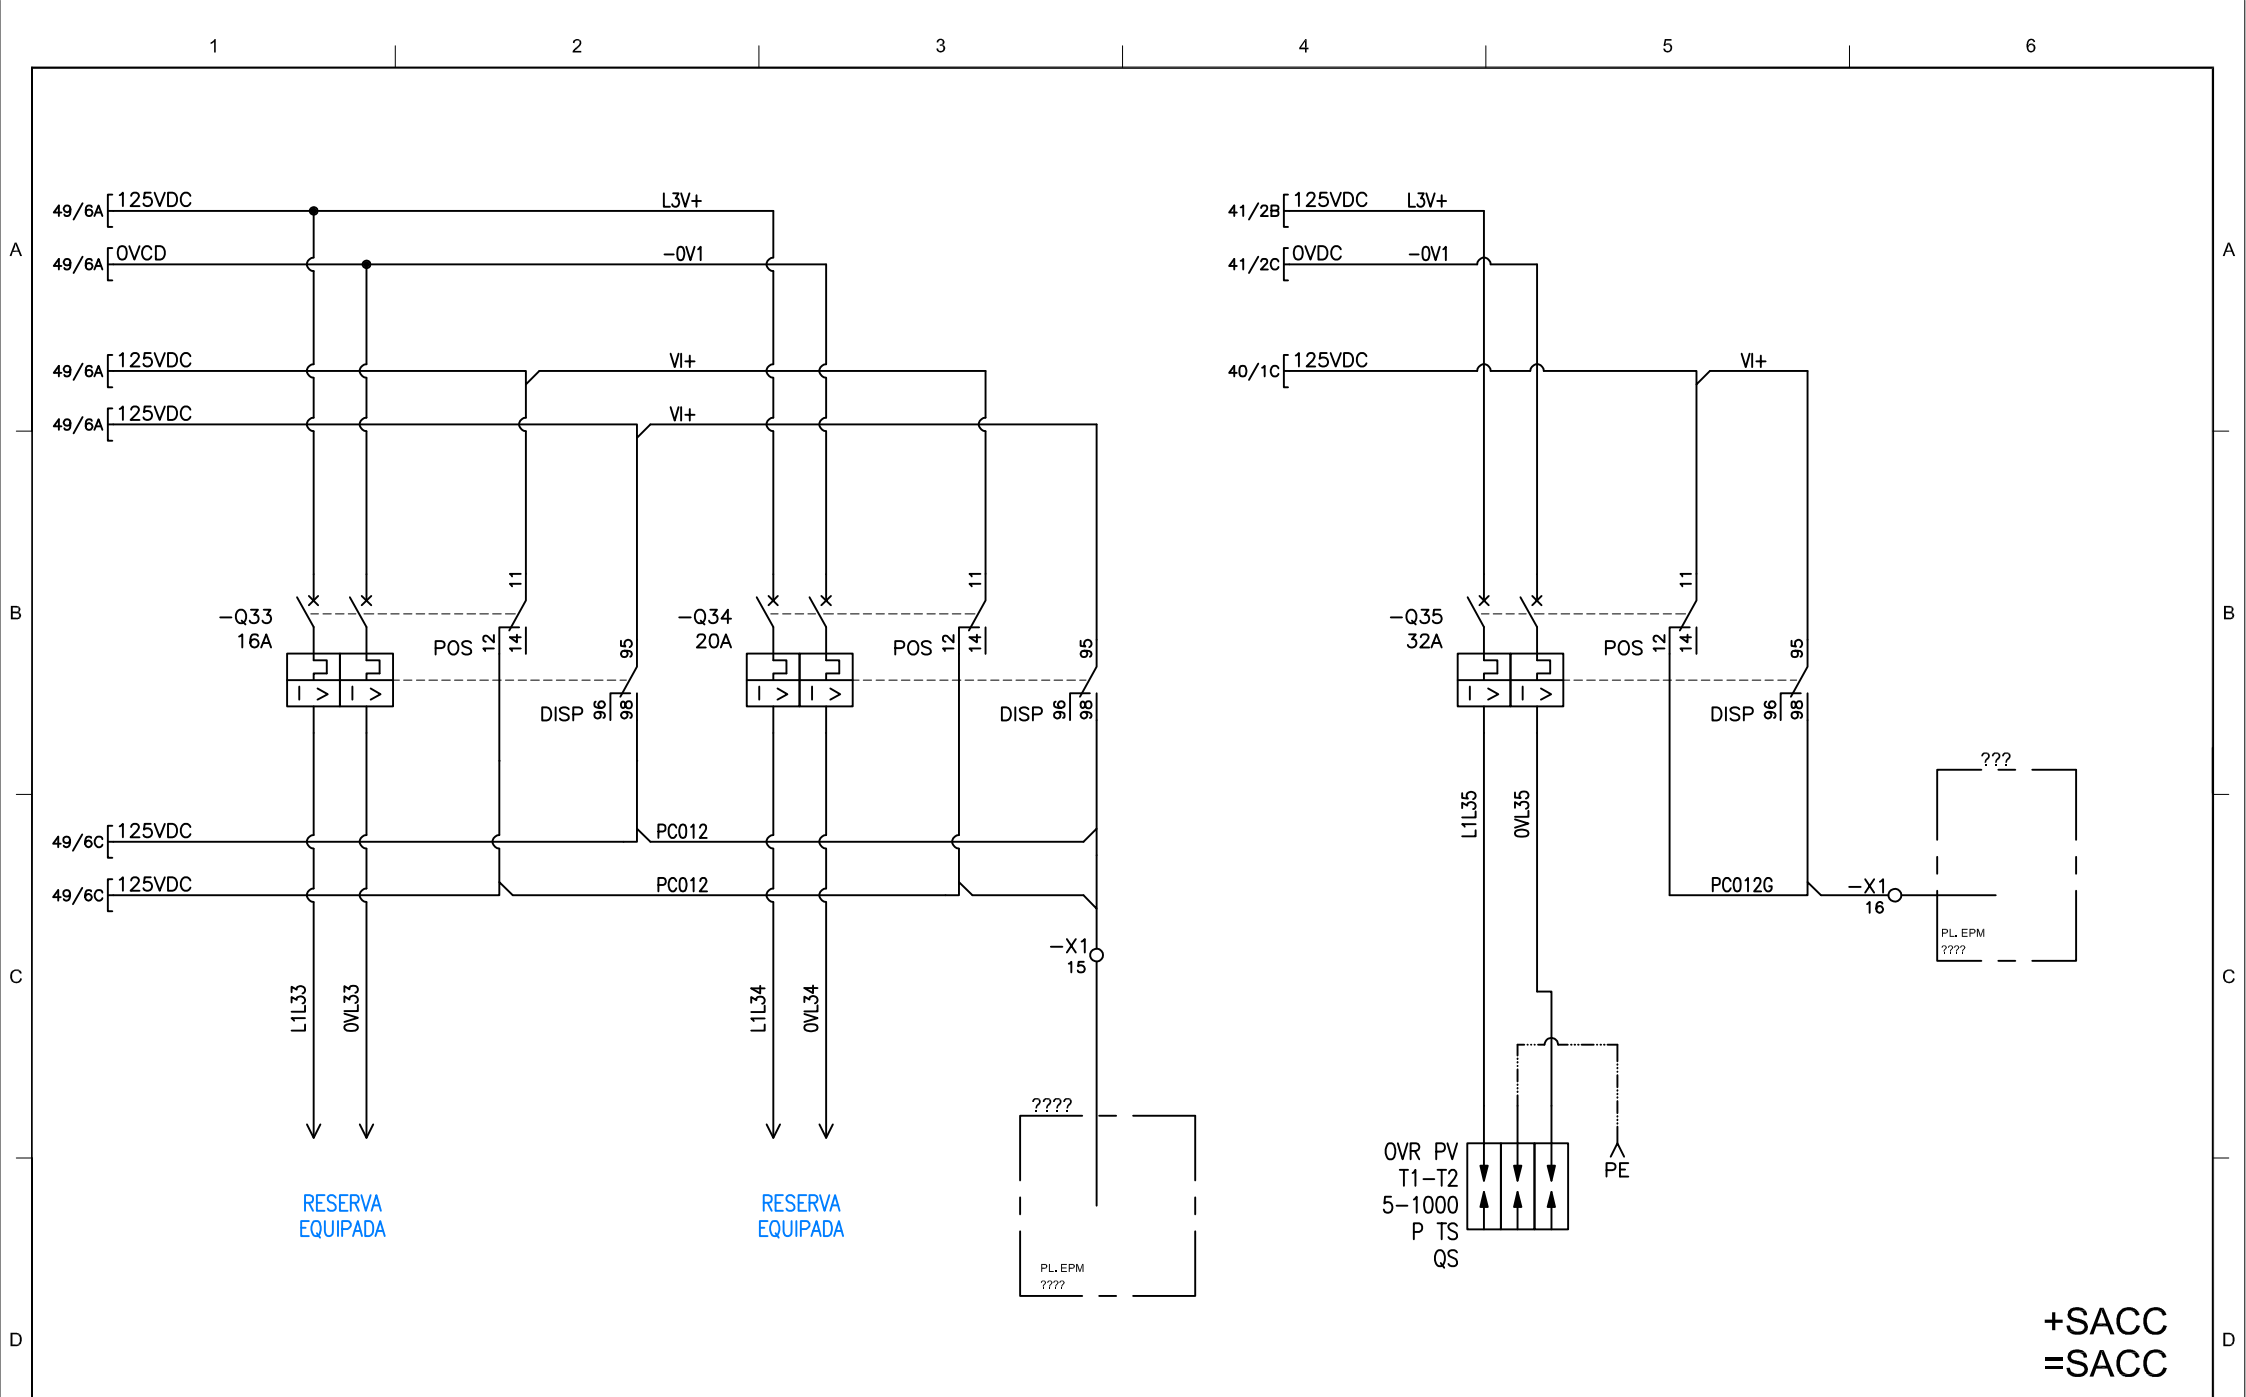 1 2 3 4 5 6
A A
B B
C C
D D
49/6A 125VDC L3V+
49/6A 0VCD -0V1
49/6A 125VDC VI+
49/6A 125VDC VI+
41/2B 125VDC L3V+
41/2C 0VDC -0V1
40/1C 125VDC VI+
-Q33
16A
POS 12 14 11
DISP 96 98 95
-Q34
20A
POS 12 14 11
DISP 96 98 95
-Q35
32A
POS 12 14 11
DISP 96 98 95
I > I >
I > I >
I > I >
49/6C 125VDC PC012
49/6C 125VDC PC012
L1L35 0VL35
PC012G
-X1
16
???
PL. EPM
????
-X1
15
L1L33 0VL33
L1L34 0VL34
RESERVA
EQUIPADA
RESERVA
EQUIPADA
????
PL. EPM
????
OVR PV
T1-T2
5-1000
P TS
QS
PE
+SACC
=SACC